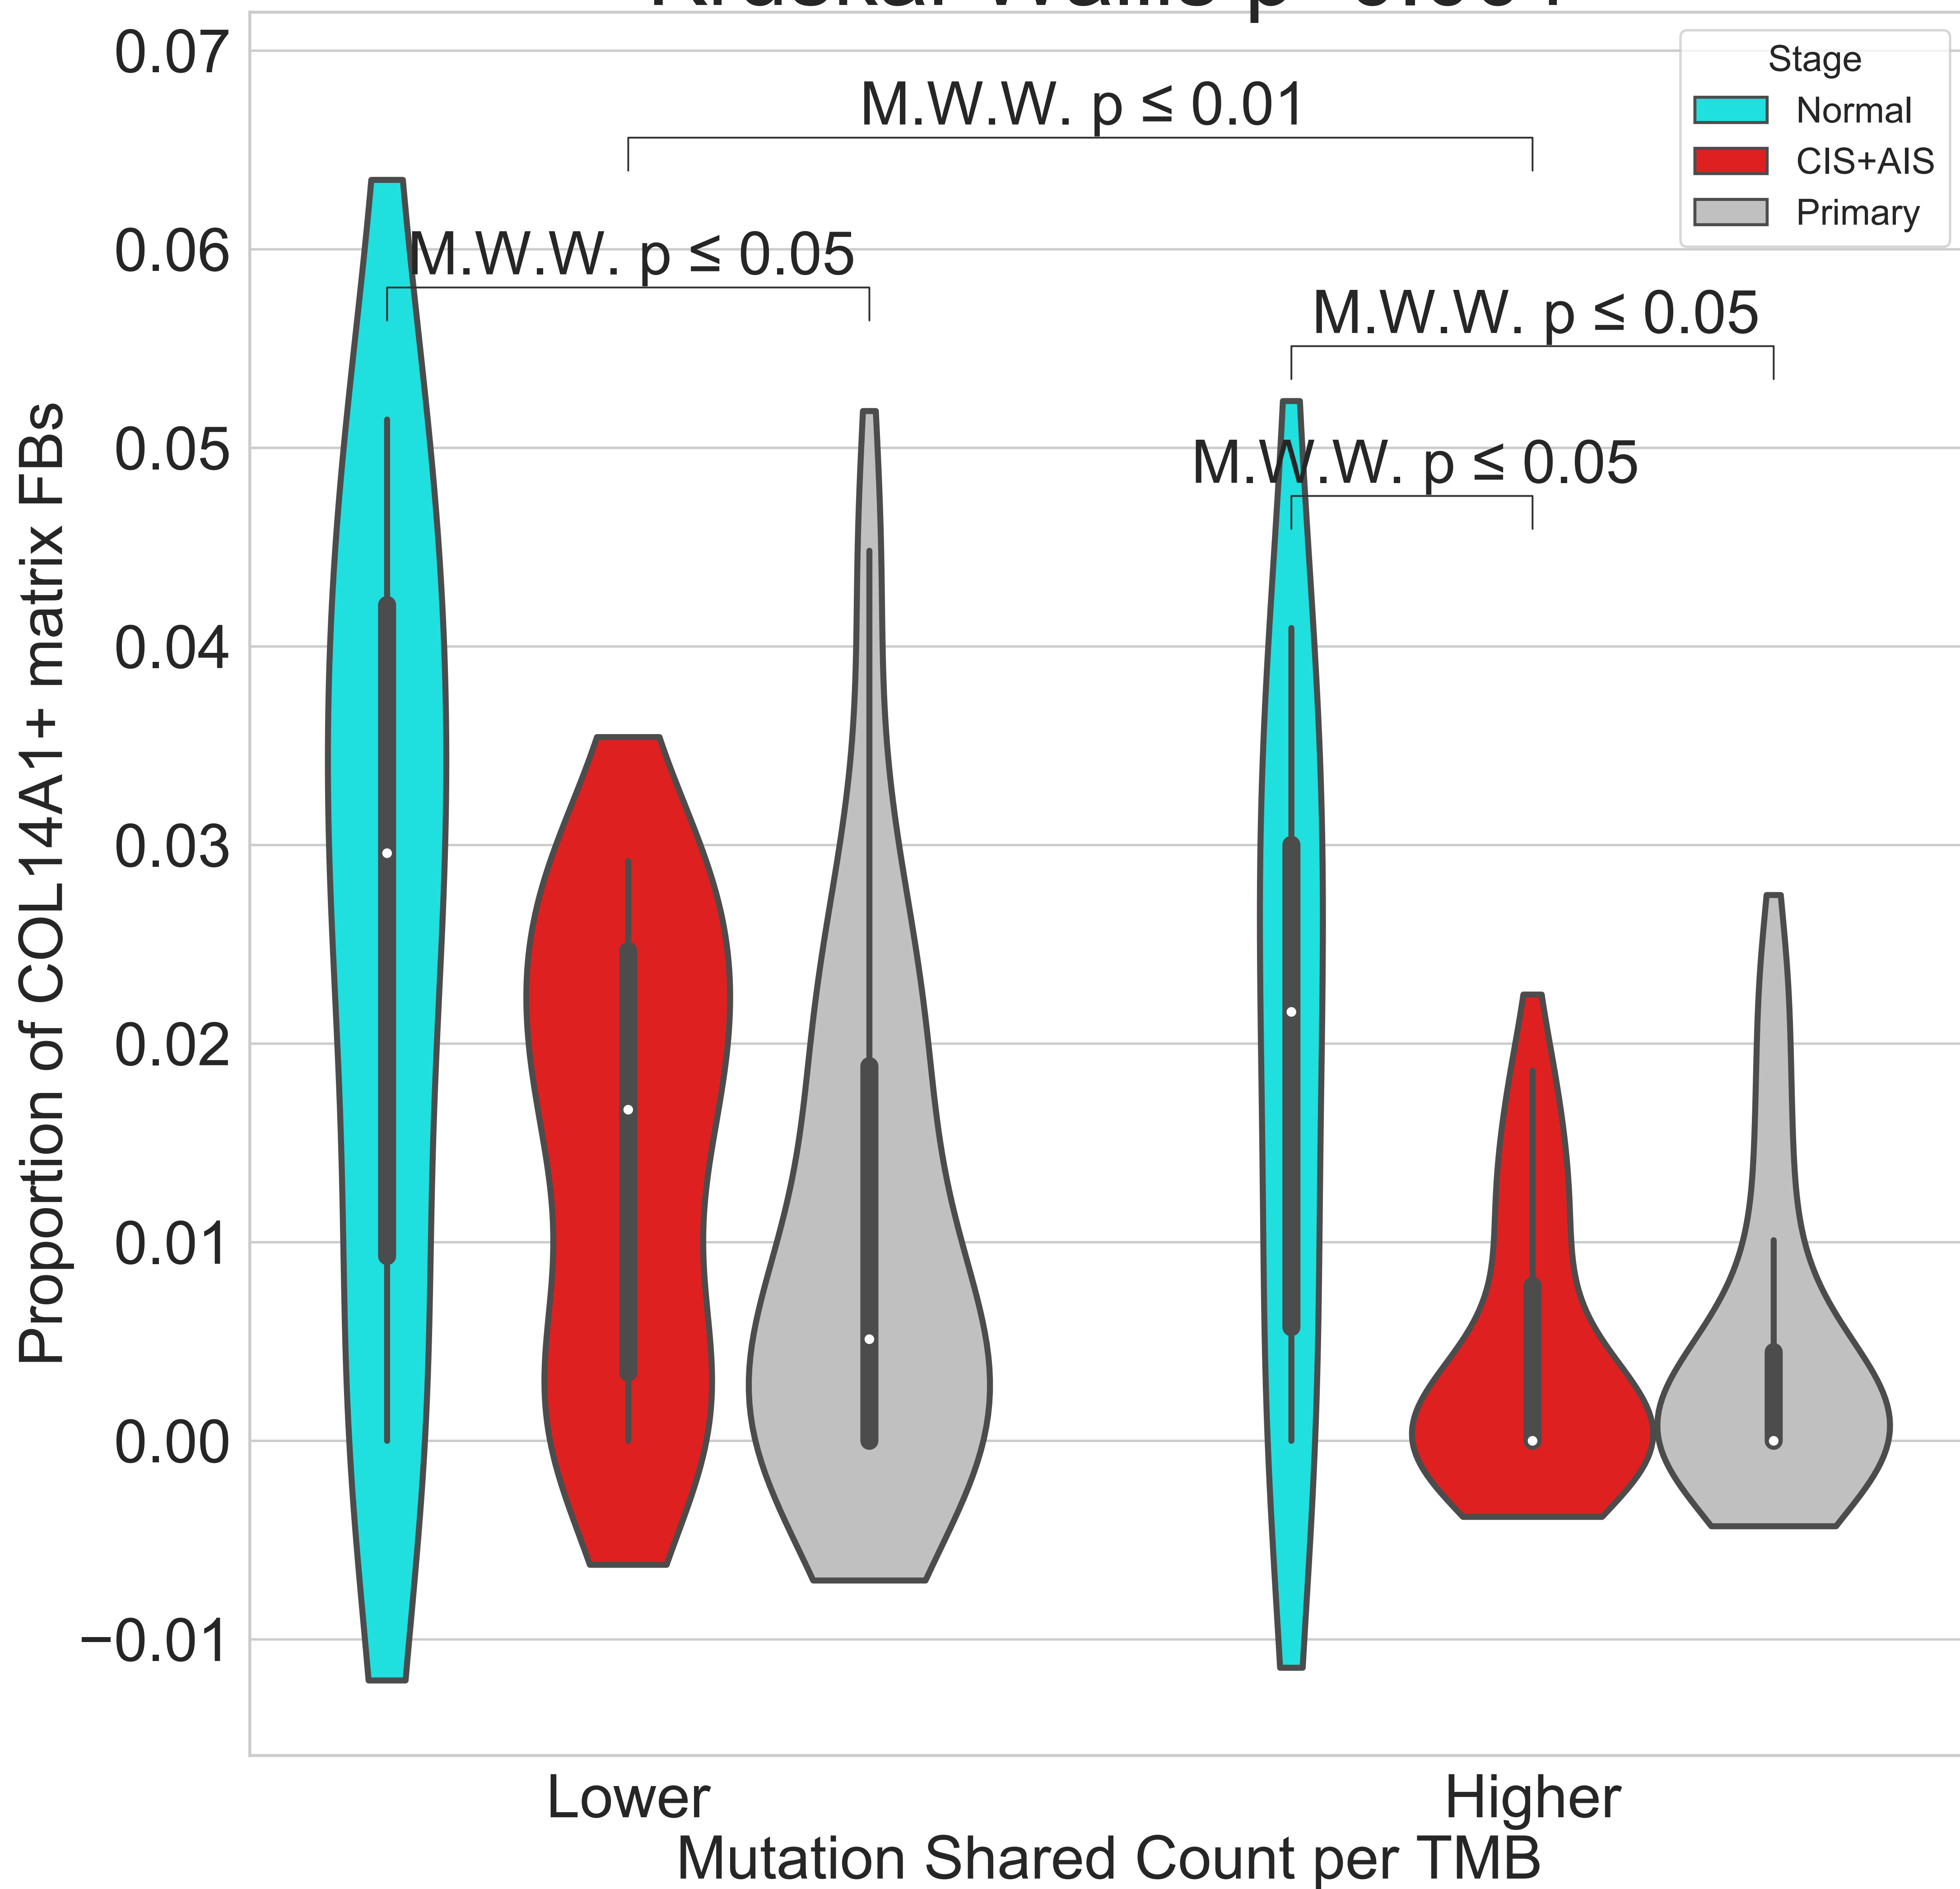 0.07
0.06
0.05
0.04
0.03
0.02
0.01
0.00
−0.01
Proportion of COL14A1+ matrix FBs
M.W.W. p ≤ 0.01
M.W.W. p ≤ 0.05
M.W.W. p ≤ 0.05
M.W.W. p ≤ 0.05
Stage
Normal
CIS+AIS
Primary
Lower
Higher
Mutation Shared Count per TMB